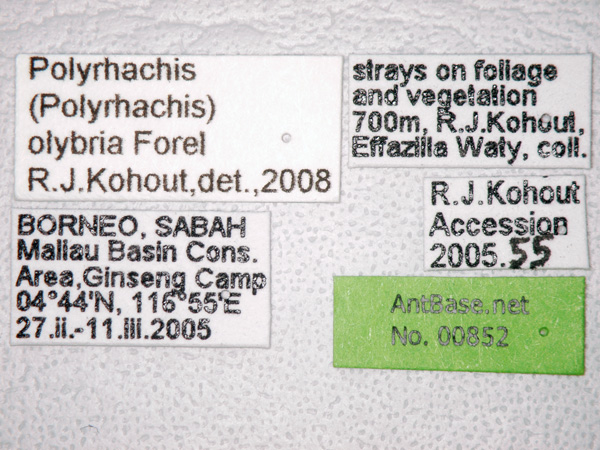 Polyrhachis
(Polyrhachis)
olybria Forel
R.J.Kohout,det.,2008
strays on foliage
and vegetation
700m, R.J.Kohout,
Effazilla Waty, coll.
BORNEO, SABAH
Maliau Basin Cons.
Area,Ginseng Camp
04°44'N, 116°55'E
27.ii.-11.iii.2005
R.J.Kohout
Accession
2005.55
AntBase.net
No. 00852